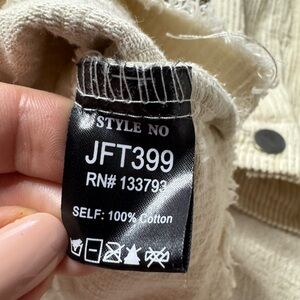 STYLE NO
JFT399
RN# 133793
SELF: 100% Cotton